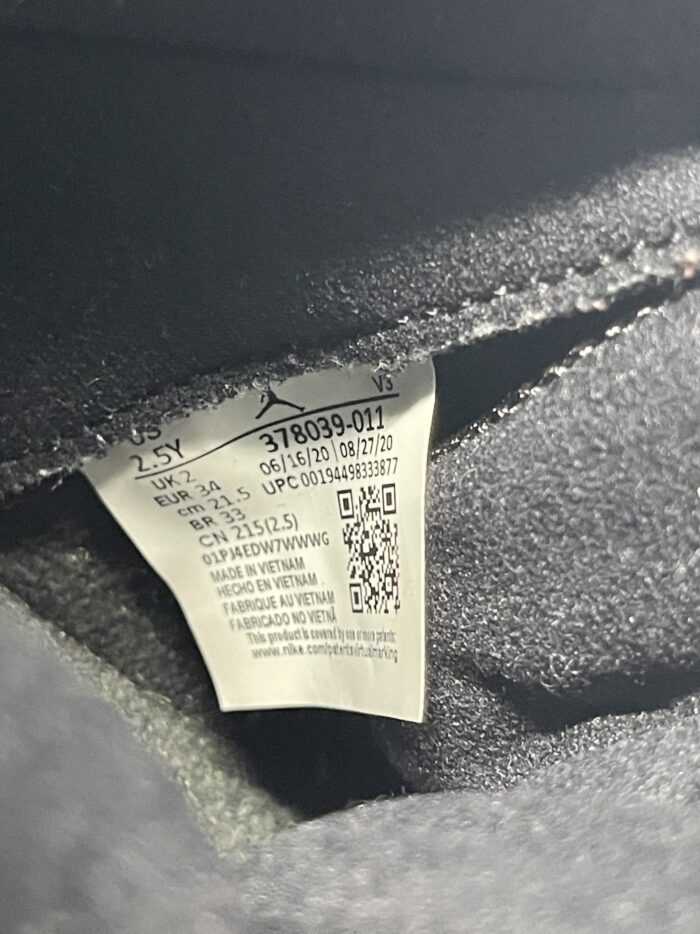 V3
US
2.5Y
378039-011
UK 2
06/16/20 | 08/27/20
EUR 34
UPC 00194498333877
cm 21.5
BR 33
CN 215(2.5)
01PJ4EDW7WWWG
MADE IN VIETNAM
HECHO EN VIETNAM
FABRIQUE AU VIETNAM
FABRICADO NO VIETNA
This product is covered by one or more patents:
www.nike.com/patentsvirtualmarking